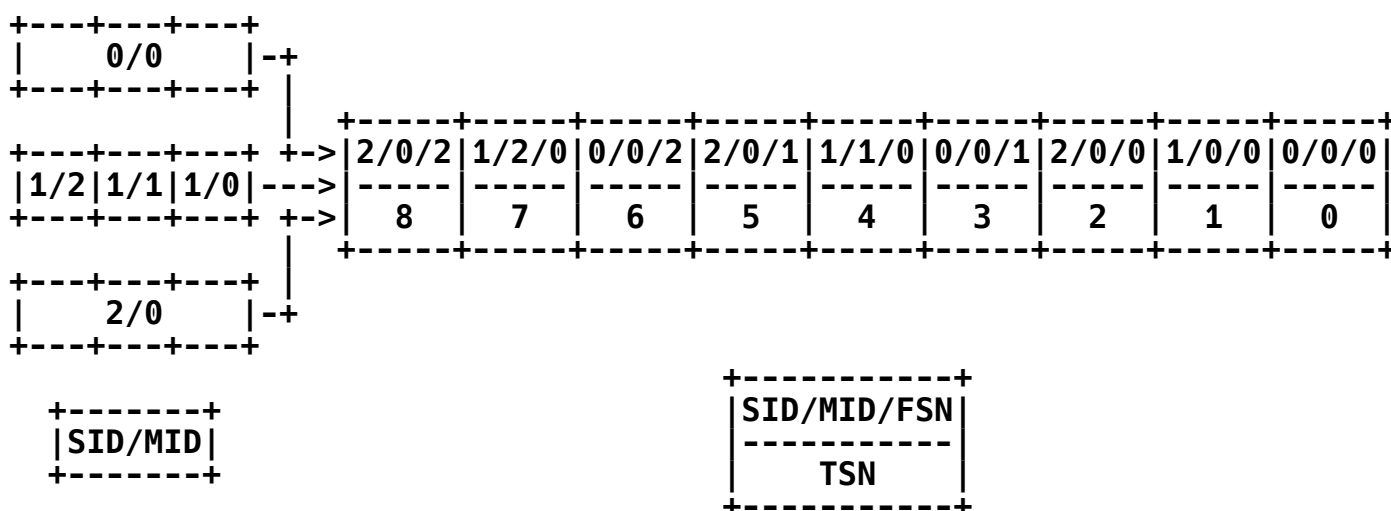 +---+---+---+
|    0/0    |-+
+---+---+---+ |
              |  +-----+-----+-----+-----+-----+-----+-----+-----+-----+
+---+---+---+ +->|2/0/2|1/2/0|0/0/2|2/0/1|1/1/0|0/0/1|2/0/0|1/0/0|0/0/0|
|1/2|1/1|1/0|--->|-----|-----|-----|-----|-----|-----|-----|-----|-----|
+---+---+---+ +->|  8  |  7  |  6  |  5  |  4  |  3  |  2  |  1  |  0  |
              |  +-----+-----+-----+-----+-----+-----+-----+-----+-----+
+---+---+---+ |
|    2/0    |-+
+---+---+---+
                                     +-----------+
  +-------+                          |SID/MID/FSN|
  |SID/MID|                          |-----------|
  +-------+                          |    TSN    |
                                     +-----------+